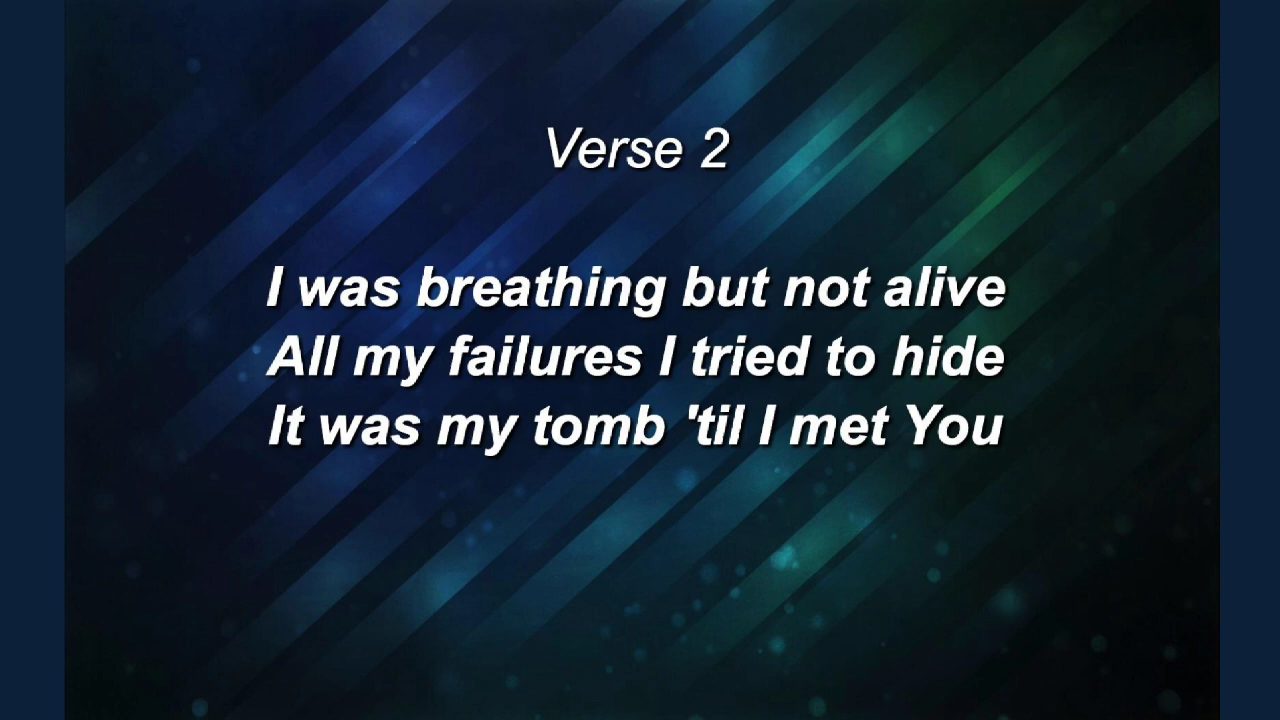 Verse 2
I was breathing but not alive
All my failures I tried to hide
It was my tomb 'til I met You